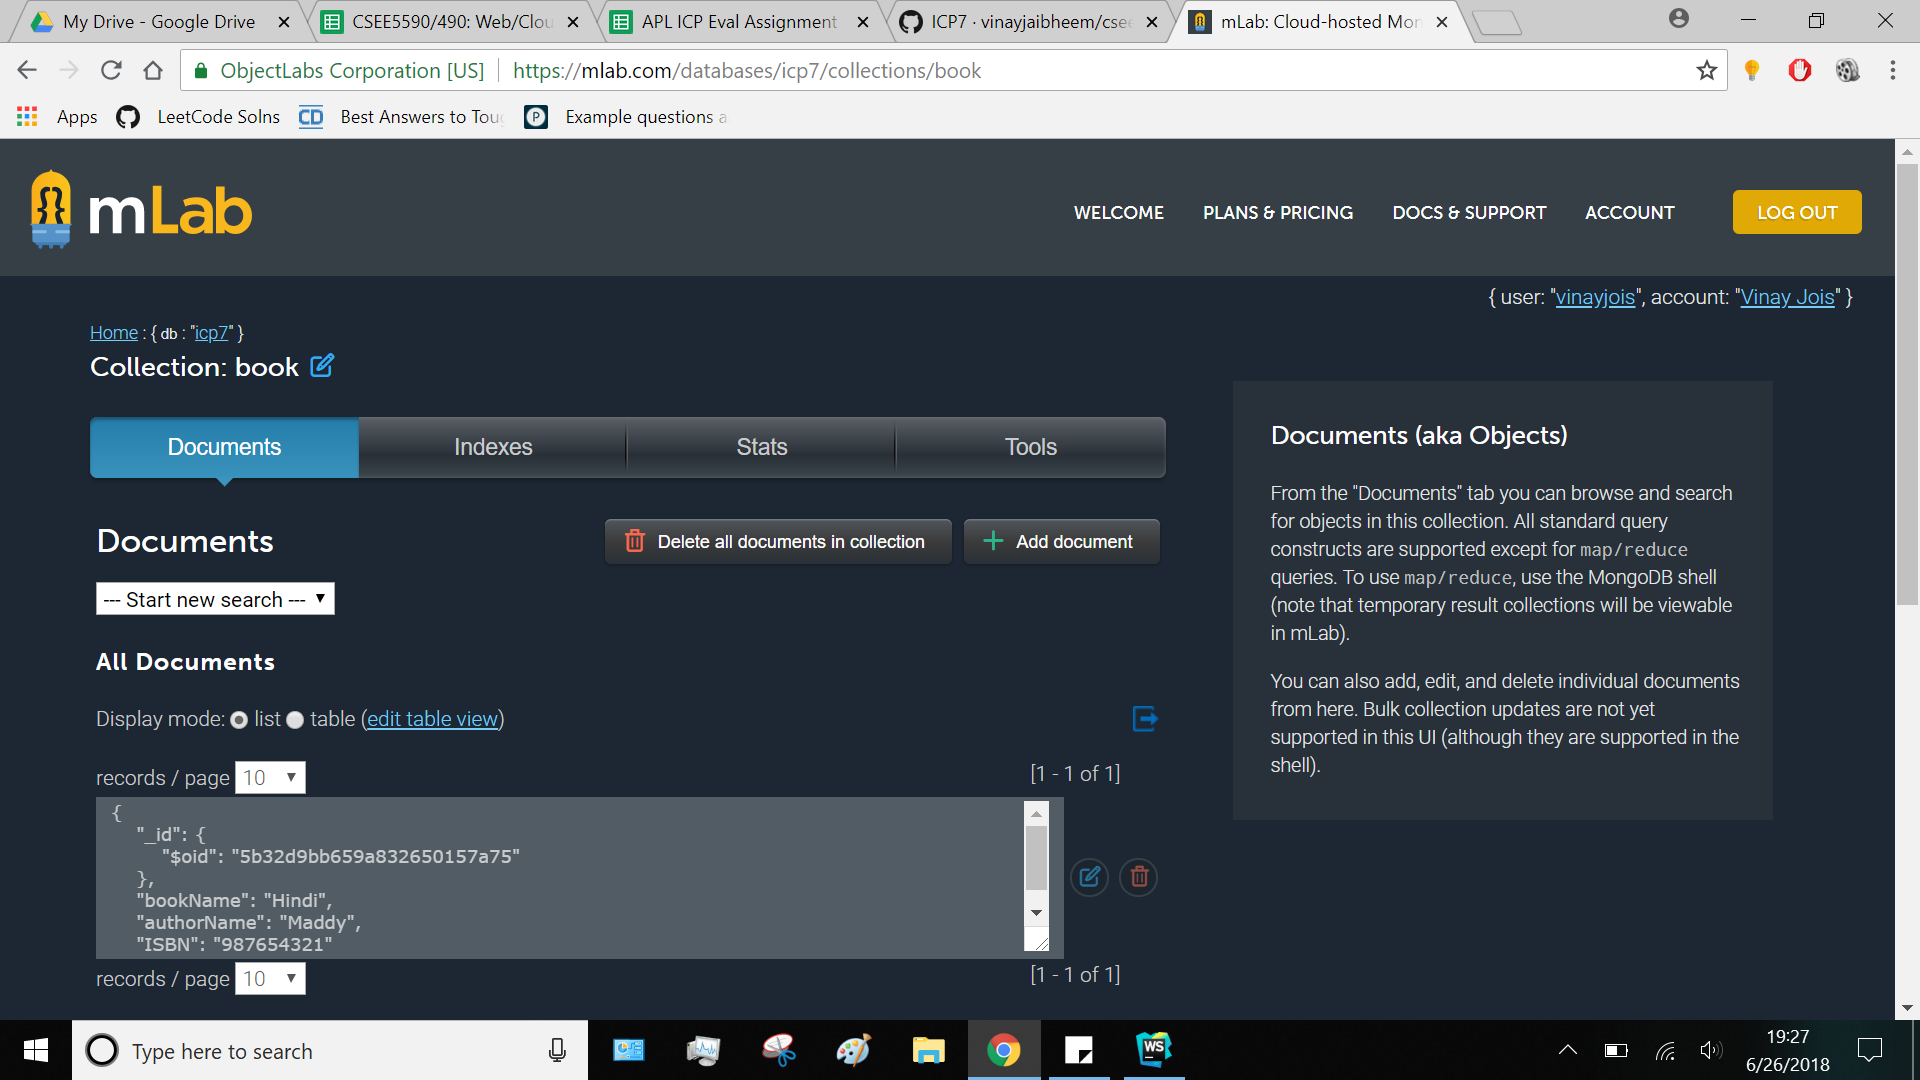 My Drive - Google Drive
CSEE5590/490: Web/Clou
APL ICP Eval Assignment
ICP7 · vinayjaibheem/csee
mLab: Cloud-hosted Mon
ObjectLabs Corporation [US]
https://mlab.com/databases/icp7/collections/book
Apps
LeetCode Solns
CD
Best Answers to Toug
P
Example questions a
mLab
WELCOME
PLANS & PRICING
DOCS & SUPPORT
ACCOUNT
LOG OUT
{ user: "vinayjois", account: "Vinay Jois" }
Home : { db : "icp7" }
Collection: book
Documents
Indexes
Stats
Tools
Documents
Delete all documents in collection
Add document
--- Start new search ---
All Documents
Display mode: list table (edit table view)
records / page 10
[1 - 1 of 1]
{
"_id": {
"$oid": "5b32d9bb659a832650157a75"
},
"bookName": "Hindi",
"authorName": "Maddy",
"ISBN": "987654321"
records / page 10
[1 - 1 of 1]
Documents (aka Objects)
From the "Documents" tab you can browse and search
for objects in this collection. All standard query
constructs are supported except for map/reduce
queries. To use map/reduce, use the MongoDB shell
(note that temporary result collections will be viewable
in mLab).
You can also add, edit, and delete individual documents
from here. Bulk collection updates are not yet
supported in this UI (although they are supported in the
shell).
Type here to search
WS
19:27
6/26/2018